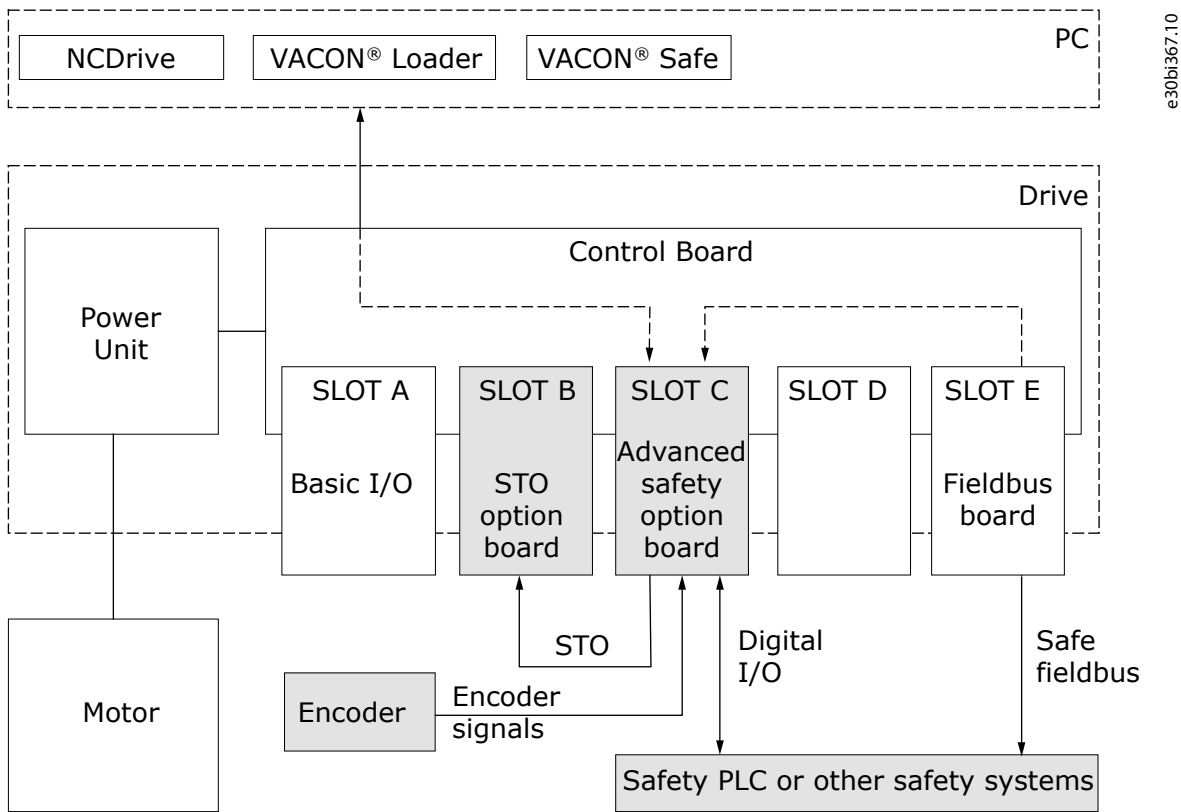 PC
NCDrive
VACON® Loader
VACON® Safe
e30bi367.10
Drive
Control Board
Power
Unit
SLOT A
Basic I/O
SLOT B
STO
option
board
SLOT C
Advanced
safety
option
board
SLOT D
SLOT E
Fieldbus
board
STO
Digital
I/O
Safe
fieldbus
Motor
Encoder
Encoder
signals
Safety PLC or other safety systems